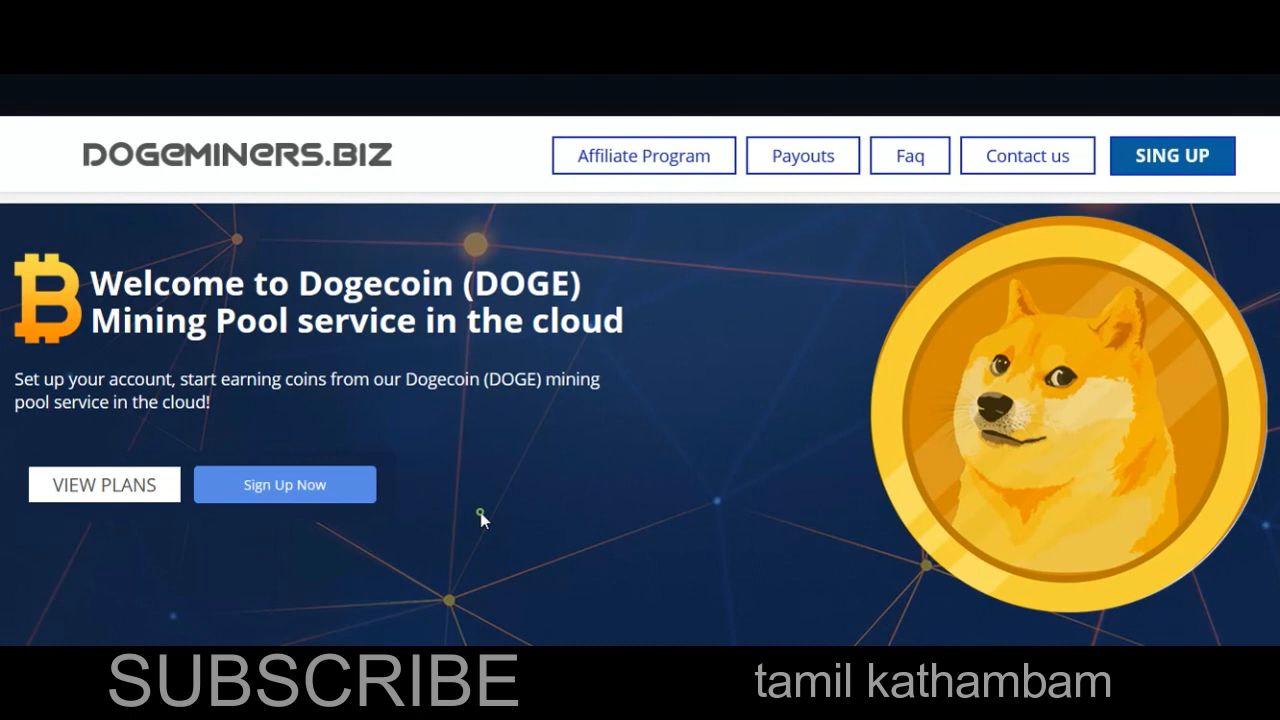 DOGEMINERS.BIZ
Affiliate Program
Payouts
Faq
Contact us
SING UP
Welcome to Dogecoin (DOGE)
Mining Pool service in the cloud
Set up your account, start earning coins from our Dogecoin (DOGE) mining
pool service in the cloud!
VIEW PLANS
Sign Up Now
SUBSCRIBE
tamil kathambam